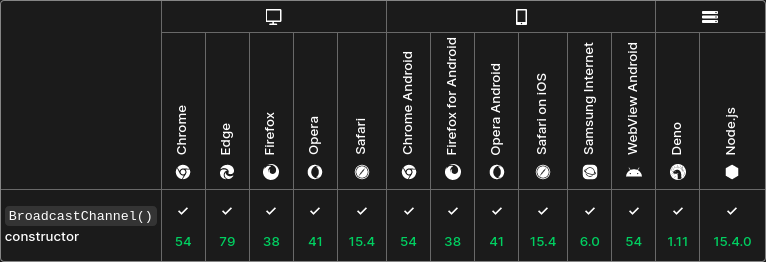 Chrome
Edge
Firefox
Opera
Safari
Chrome Android
Firefox for Android
Opera Android
Safari on iOS
Samsung Internet
WebView Android
Deno
Node.js
BroadcastChannel()
constructor
54 79 38 41 15.4 54 38 41 15.4 6.0 54 1.11 15.4.0